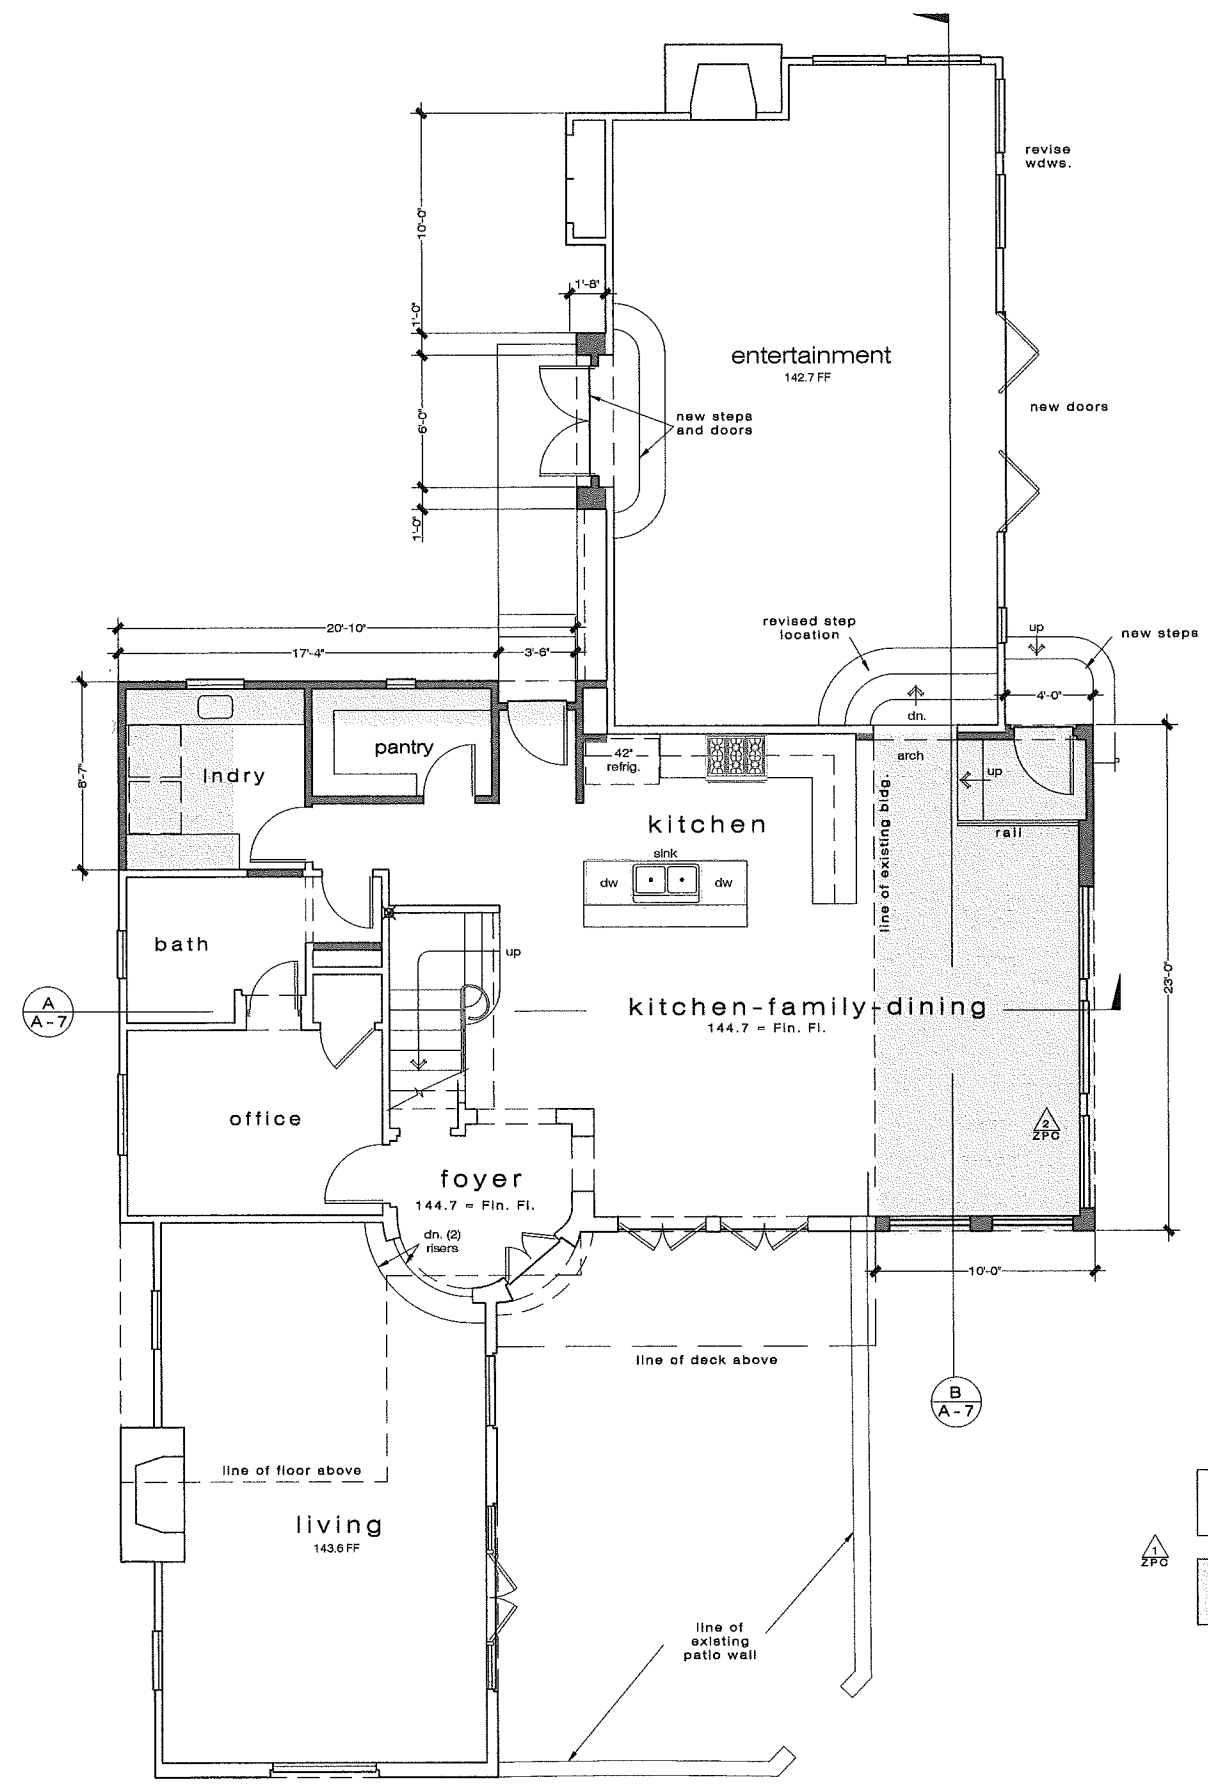 revise
wdws.
10'-0"
1'-8"
1'-0"
entertainment
142.7 FF
new doors
6'-0"
new steps
and doors
1'-0"
revised step
location
up
new steps
20'-10"
17'-4"
3'-6"
4'-0"
dn.
pantry
42"
refrig.
arch
up
8'-7"
lndry
kitchen
rail
line of existing bldg.
sink
dw
dw
bath
up
23'-0"
A
A-7
kitchen-family-dining
144.7 = Fin. Fl.
office
2
ZPC
foyer
144.7 = Fin. Fl.
dn. (2)
risers
10'-0"
line of deck above
B
A-7
line of floor above
living
143.6 FF
1
ZPC
line of
existing
patio wall